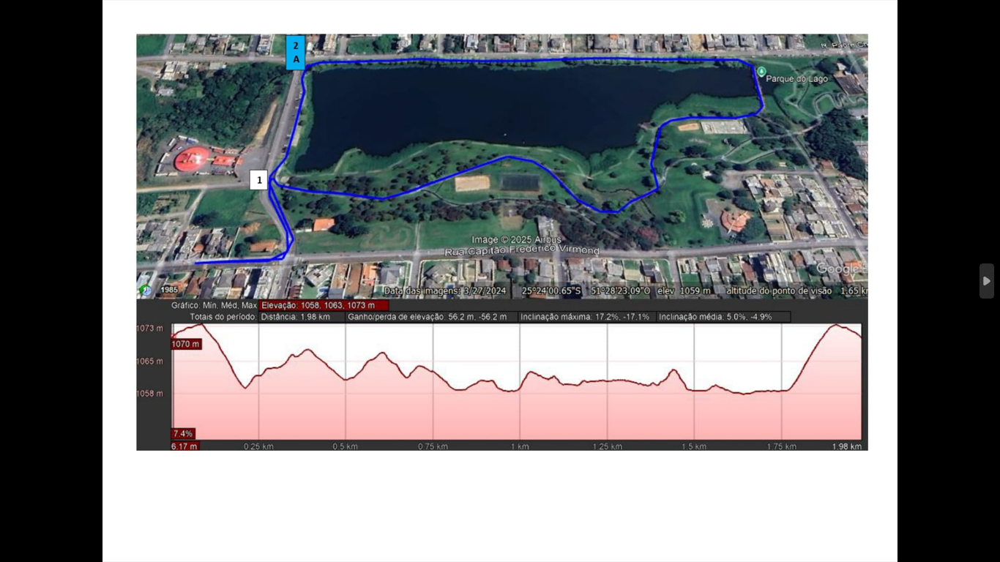 2
A
R. Padre Ch
Parque do Lago
1
Image © 2025 Airbus
Rua Capitão Frederico Virmond
Google
1985
Data das imagens: 3/27/2024 25°24'00.65"S 51°28'23.09"O elev 1059 m altitude do ponto de visão 1.65 k
Gráfico: Mín, Méd, Máx Elevação: 1058, 1063, 1073 m
Totais do período: Distância: 1.98 km Ganho/perda de elevação: 56.2 m, -56.2 m Inclinação máxima: 17.2%, -17.1% Inclinação média: 5.0%, -4.9%
1073 m
1070 m
1065 m
1058 m
7.4%
6.17 m 0.25 km 0.5 km 0.75 km 1 km 1.25 km 1.5 km 1.75 km 1.98 km